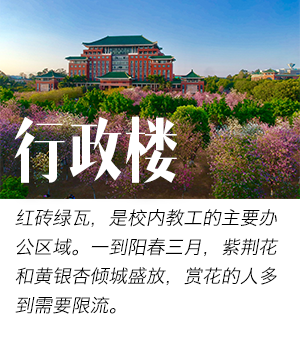 行政楼
红砖绿瓦，是校内教工的主要办
公区域。一到阳春三月，紫荆花
和黄银杏倾城盛放，赏花的人多
到需要限流。